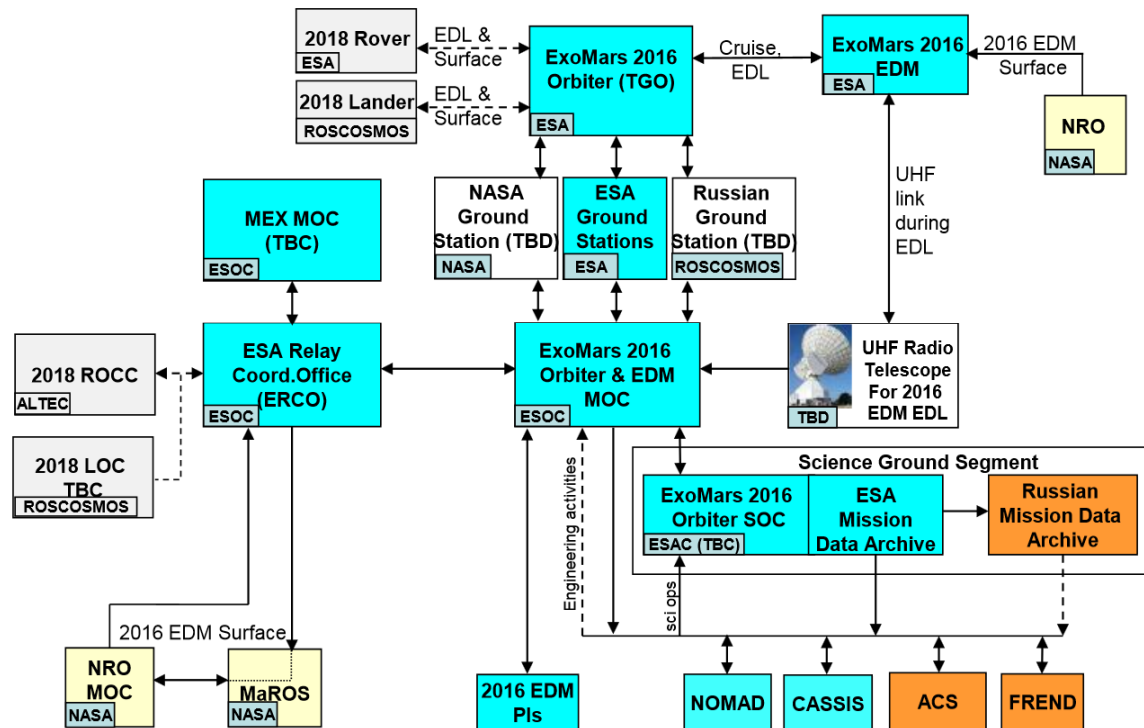 2018 Rover
ESA
EDL &
Surface
2018 Lander
ROSCOSMOS
EDL &
Surface
ExoMars 2016
Orbiter (TGO)
ESA
Cruise,
EDL
ExoMars 2016
EDM
ESA
2016 EDM
Surface
NRO
NASA
MEX MOC
(TBC)
ESOC
NASA
Ground
Station (TBD)
NASA
ESA
Ground
Stations
ESA
Russian
Ground
Station (TBD)
ROSCOSMOS
UHF
link
during
EDL
2018 ROCC
ALTEC
2018 LOC
TBC
ROSCOSMOS
ESA Relay
Coord.Office
(ERCO)
ESOC
ExoMars 2016
Orbiter & EDM
MOC
ESOC
UHF Radio
Telescope
For 2016
EDM EDL
TBD
Science Ground Segment
ExoMars 2016
Orbiter SOC
ESAC (TBC)
ESA
Mission
Data Archive
Russian
Mission Data
Archive
Engineering activities
sci ops
2016 EDM Surface
NRO
MOC
NASA
MaROS
NASA
2016 EDM
PIs
NOMAD
CASSIS
ACS
FREND